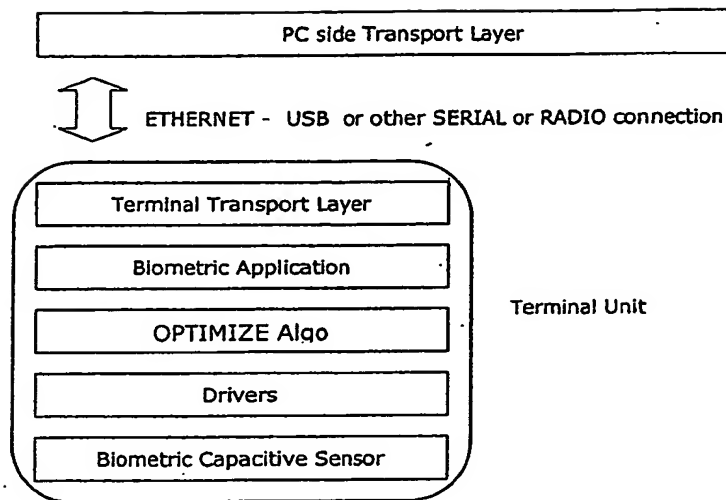 PC side Transport Layer
ETHERNET - USB or other SERIAL or RADIO connection
Terminal Transport Layer
Biometric Application
OPTIMIZE Algo
Terminal Unit
Drivers
Biometric Capacitive Sensor